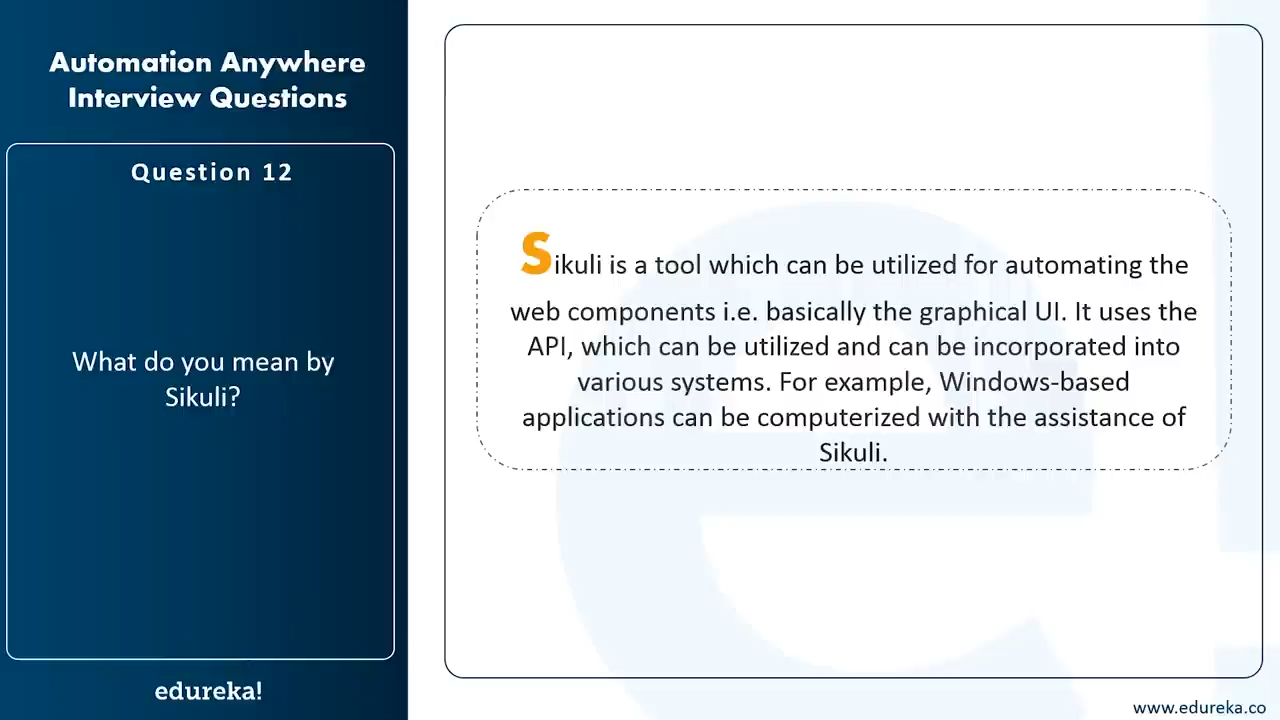 Automation Anywhere
Interview Questions
Question 12
What do you mean by
Sikuli?
edureka!
Sikuli is a tool which can be utilized for automating the
web components i.e. basically the graphical UI. It uses the
API, which can be utilized and can be incorporated into
various systems. For example, Windows-based
applications can be computerized with the assistance of
Sikuli.
www.edureka.co